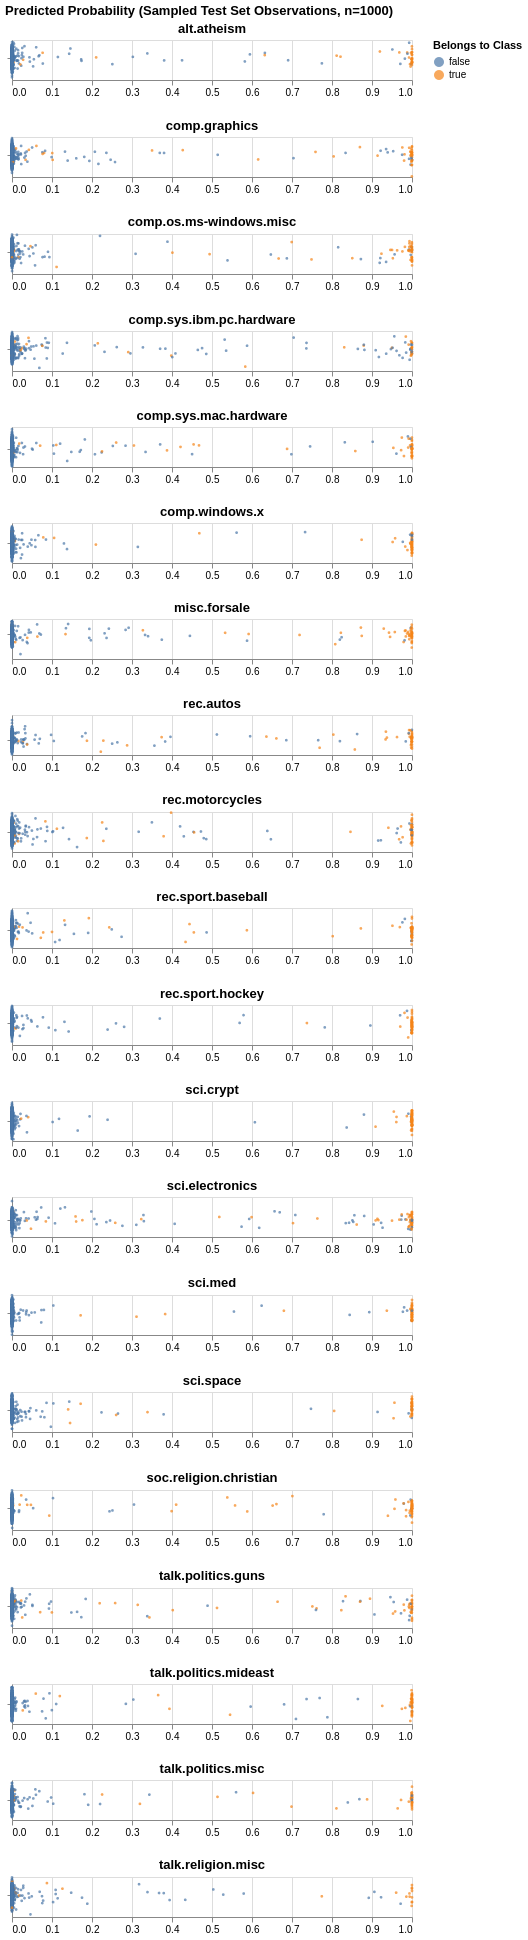 Predicted Probability (Sampled Test Set Observations, n=1000)
alt.atheism
Belongs to Class
false
true
0.0 0.1 0.2 0.3 0.4 0.5 0.6 0.7 0.8 0.9 1.0
comp.graphics
0.0 0.1 0.2 0.3 0.4 0.5 0.6 0.7 0.8 0.9 1.0
comp.os.ms-windows.misc
0.0 0.1 0.2 0.3 0.4 0.5 0.6 0.7 0.8 0.9 1.0
comp.sys.ibm.pc.hardware
0.0 0.1 0.2 0.3 0.4 0.5 0.6 0.7 0.8 0.9 1.0
comp.sys.mac.hardware
0.0 0.1 0.2 0.3 0.4 0.5 0.6 0.7 0.8 0.9 1.0
comp.windows.x
0.0 0.1 0.2 0.3 0.4 0.5 0.6 0.7 0.8 0.9 1.0
misc.forsale
0.0 0.1 0.2 0.3 0.4 0.5 0.6 0.7 0.8 0.9 1.0
rec.autos
0.0 0.1 0.2 0.3 0.4 0.5 0.6 0.7 0.8 0.9 1.0
rec.motorcycles
0.0 0.1 0.2 0.3 0.4 0.5 0.6 0.7 0.8 0.9 1.0
rec.sport.baseball
0.0 0.1 0.2 0.3 0.4 0.5 0.6 0.7 0.8 0.9 1.0
rec.sport.hockey
0.0 0.1 0.2 0.3 0.4 0.5 0.6 0.7 0.8 0.9 1.0
sci.crypt
0.0 0.1 0.2 0.3 0.4 0.5 0.6 0.7 0.8 0.9 1.0
sci.electronics
0.0 0.1 0.2 0.3 0.4 0.5 0.6 0.7 0.8 0.9 1.0
sci.med
0.0 0.1 0.2 0.3 0.4 0.5 0.6 0.7 0.8 0.9 1.0
sci.space
0.0 0.1 0.2 0.3 0.4 0.5 0.6 0.7 0.8 0.9 1.0
soc.religion.christian
0.0 0.1 0.2 0.3 0.4 0.5 0.6 0.7 0.8 0.9 1.0
talk.politics.guns
0.0 0.1 0.2 0.3 0.4 0.5 0.6 0.7 0.8 0.9 1.0
talk.politics.mideast
0.0 0.1 0.2 0.3 0.4 0.5 0.6 0.7 0.8 0.9 1.0
talk.politics.misc
0.0 0.1 0.2 0.3 0.4 0.5 0.6 0.7 0.8 0.9 1.0
talk.religion.misc
0.0 0.1 0.2 0.3 0.4 0.5 0.6 0.7 0.8 0.9 1.0